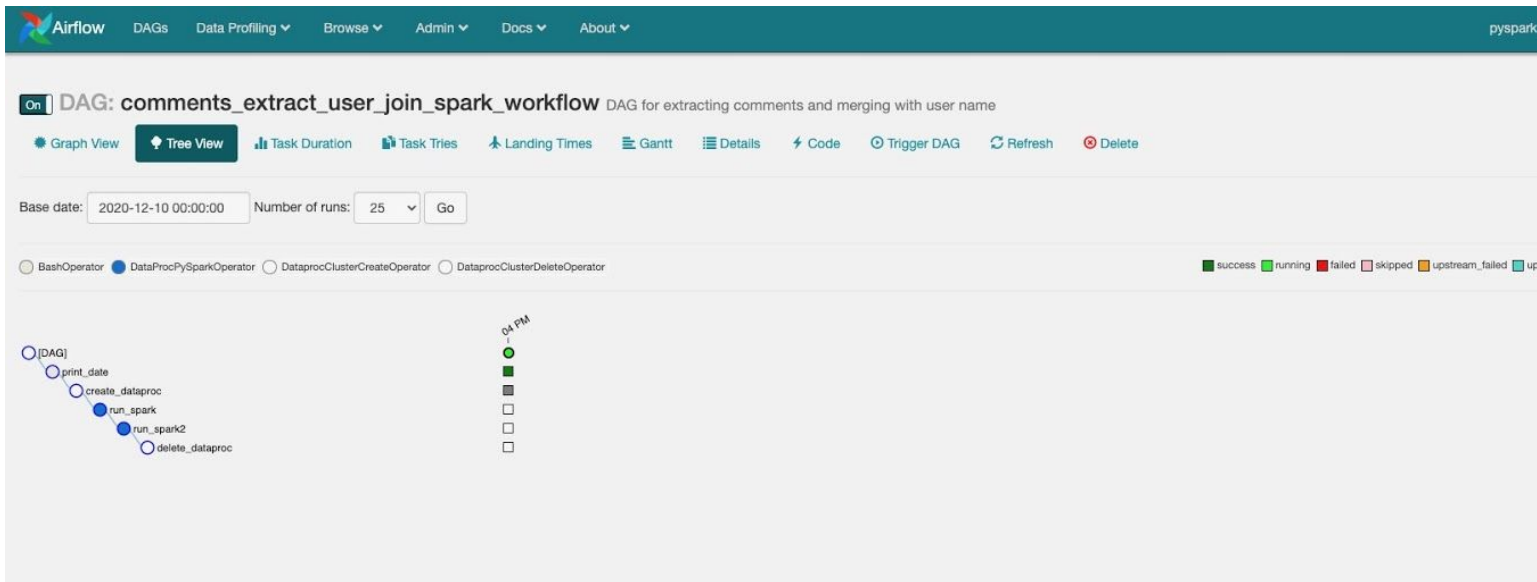 Airflow DAGs Data Profiling Browse Admin Docs About pyspark
On DAG: comments_extract_user_join_spark_workflow DAG for extracting comments and merging with user name
Graph View Tree View Task Duration Task Tries Landing Times Gantt Details Code Trigger DAG Refresh Delete
Base date: 2020-12-10 00:00:00 Number of runs: 25 Go
BashOperator DataProcPySparkOperator DataprocClusterCreateOperator DataprocClusterDeleteOperator success running failed skipped upstream_failed up
04 PM
[DAG]
print_date
create_dataproc
run_spark
run_spark2
delete_dataproc